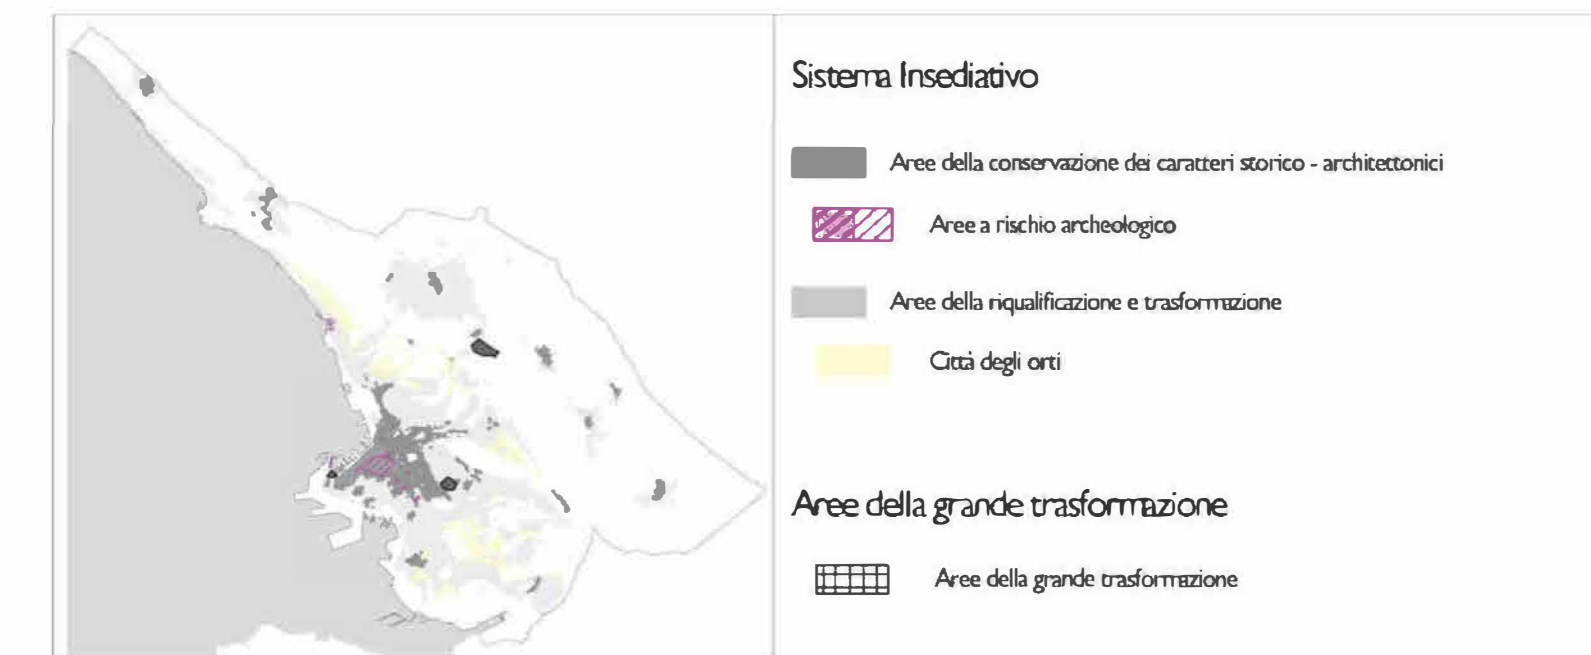 Sistema Insediativo
Aree della conservazione dei caratteri storico - architettonici
Aree a rischio archeologico
Aree della riqualificazione e trasformazione
Città degli orti
Aree della grande trasformazione
Aree della grande trasformazione